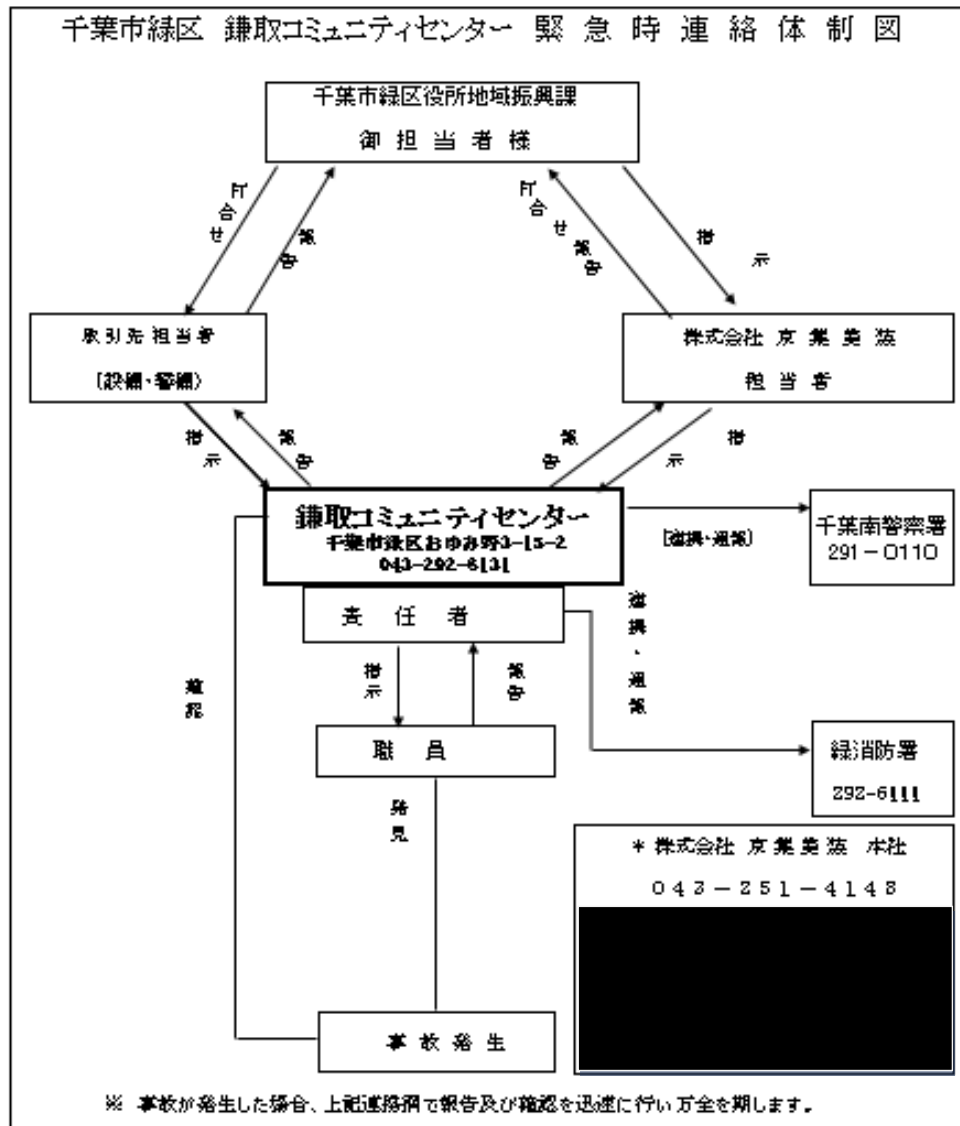 千葉市緑区 鎌取コミュニティセンター 緊急時連絡体制図
千葉市緑区役所地域振興課
御担当者様
打合せ
報告
打合せ報告
指示
取引先担当者
(設備・警備)
株式会社 京葉美装
担当者
指示
報告
報告
指示
鎌取コミュニティセンター
千葉市緑区おゆみ野3-15-2
043-292-6131
(連携・通報)
千葉南警察署
291-0110
責任者
連携・通報
確認
指示
報告
職員
緑消防署
292-6111
発見
*株式会社 京葉美装 本社
043-251-4148
事故発生
※ 事故が発生した場合、上記連絡網で報告及び確認を迅速に行い万全を期します。